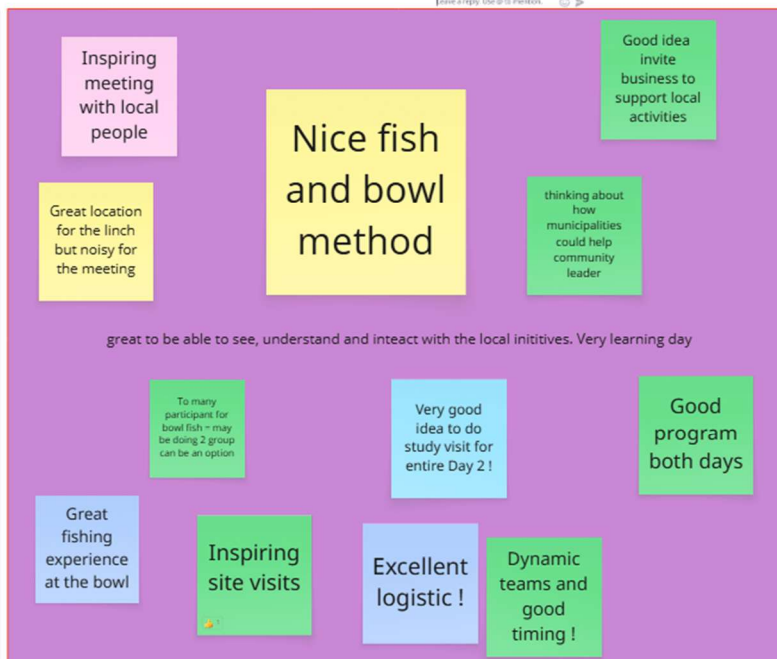 Leave a reply. Use @ to mention.
Inspiring
meeting
with local
people
Nice fish
and bowl
method
Good idea
invite
business to
support local
activities
Great location
for the linch
but noisy for
the meeting
thinking about
how
municipalities
could help
community
leader
great to be able to see, understand and inteact with the local inititives. Very learning day
To many
participant for
bowl fish ~ may
be doing 2 group
can be an option
Very good
idea to do
study visit for
entire Day 2 !
Good
program
both days
Great
fishing
experience
at the bowl
Inspiring
site visits
Excellent
logistic !
Dynamic
teams and
good
timing !